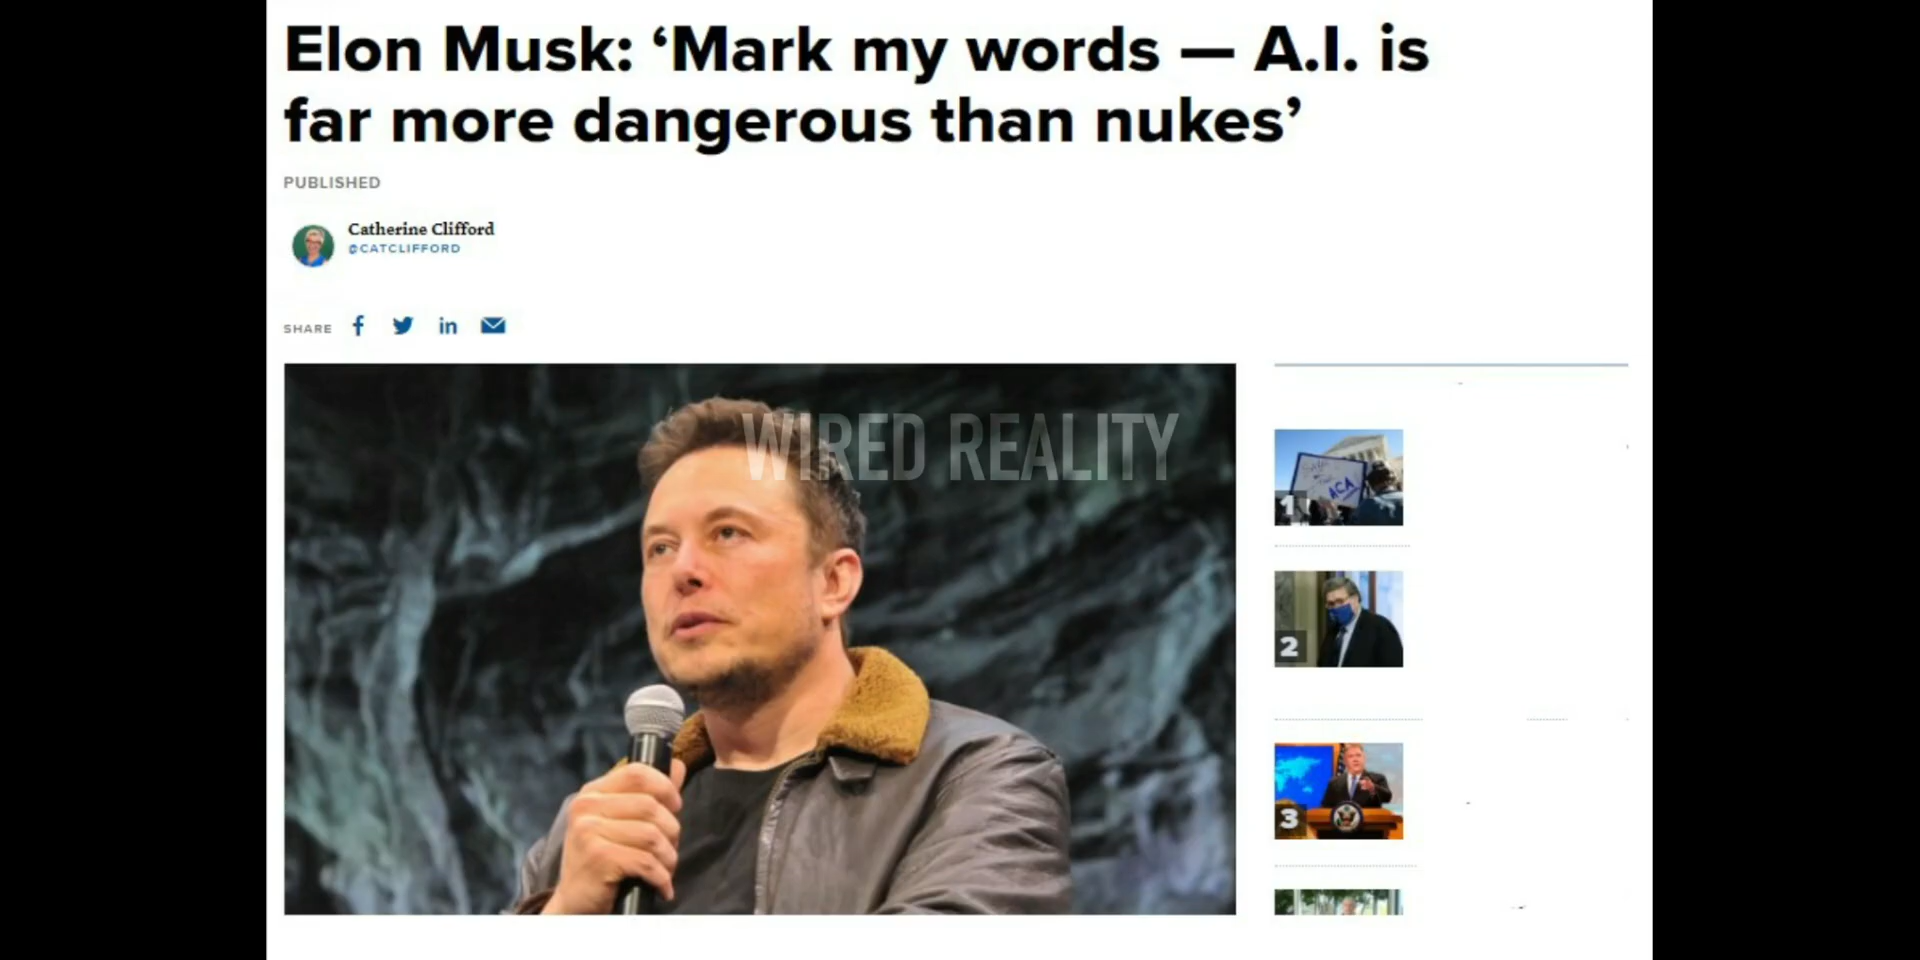 Elon Musk: ‘Mark my words — A.I. is
far more dangerous than nukes’
PUBLISHED
Catherine Clifford
@CATCLIFFORD
SHARE
WIRED REALITY
ACA
1
2
3